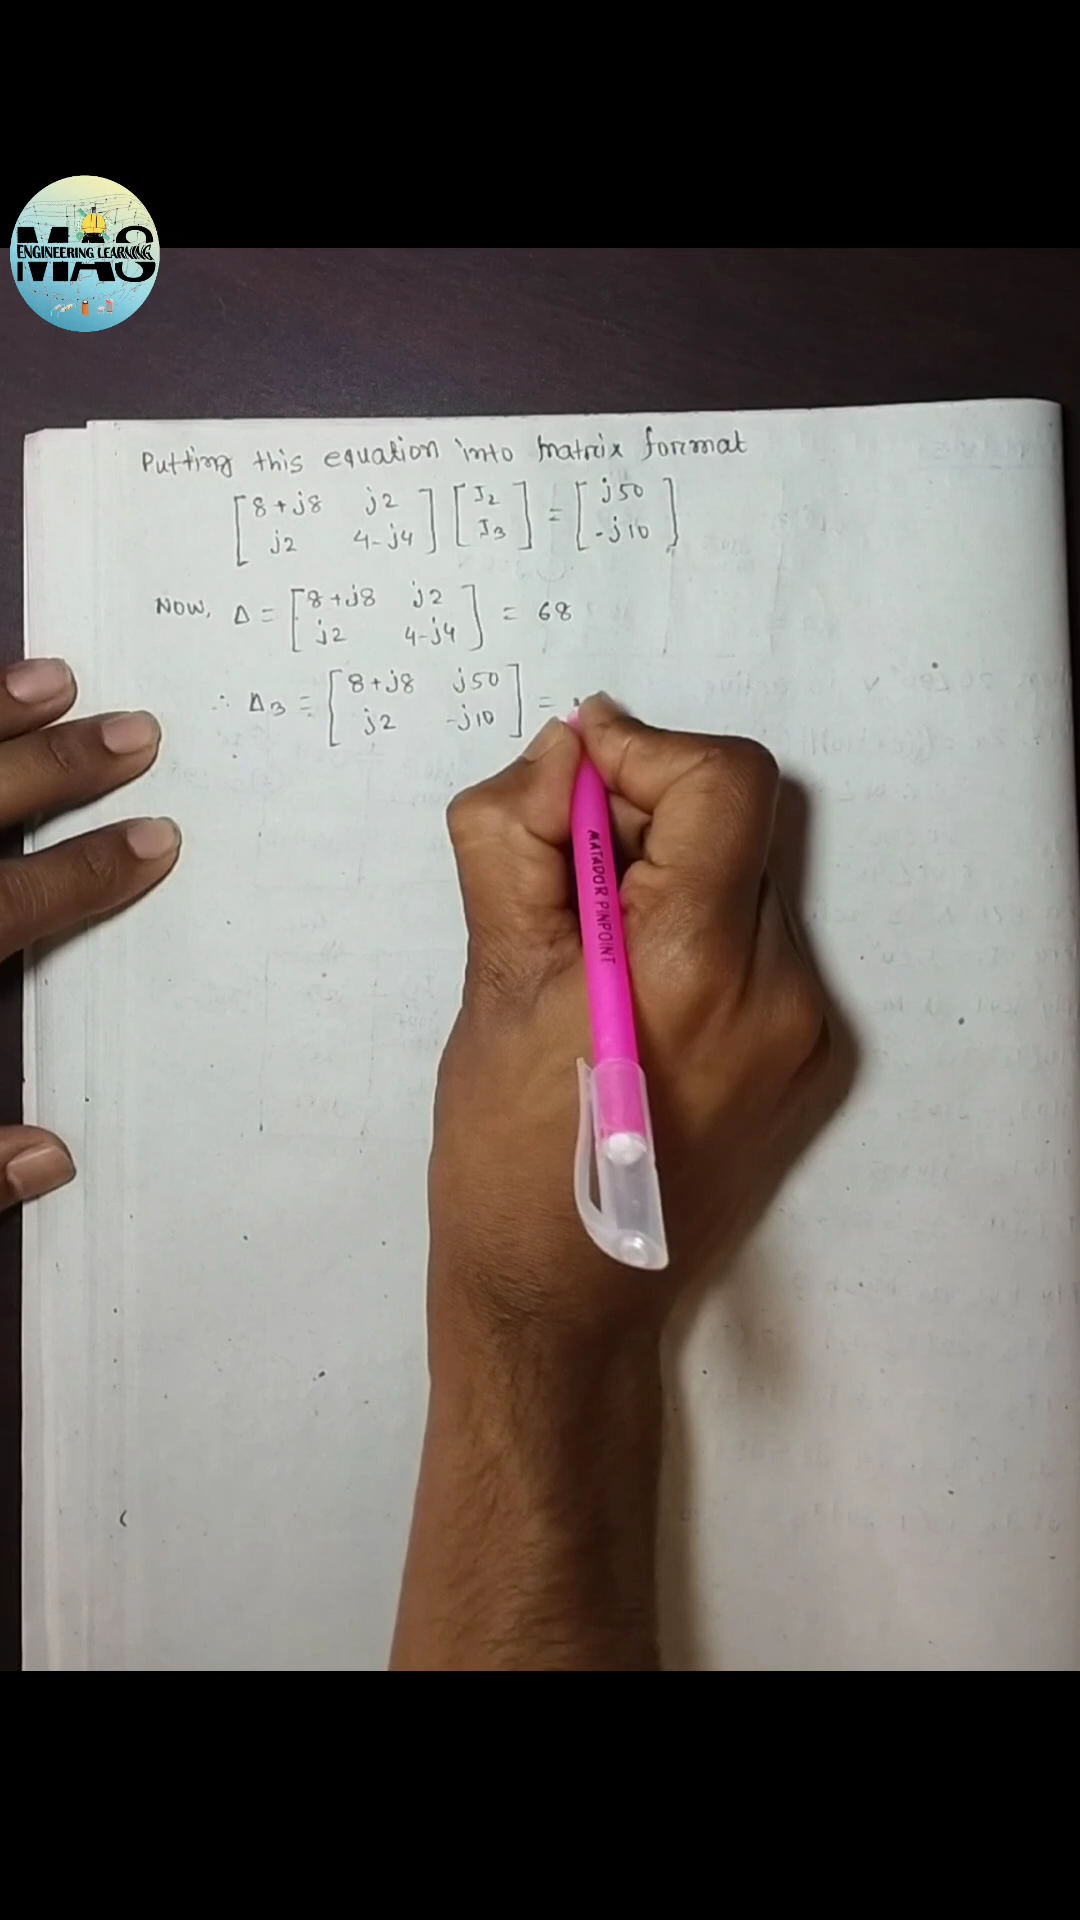 MAS
ENGINEERING LEARNING
Putting this equation into matrix format
[8+j8 j2
j2 4-j4] [I2
I3] = [j50
-j10]
Now, Δ = [8+j8 j2
j2 4-j4] = 68
∴ Δ3 = [8+j8 j50
j2 -j10] =
MATADOR PINPOINT